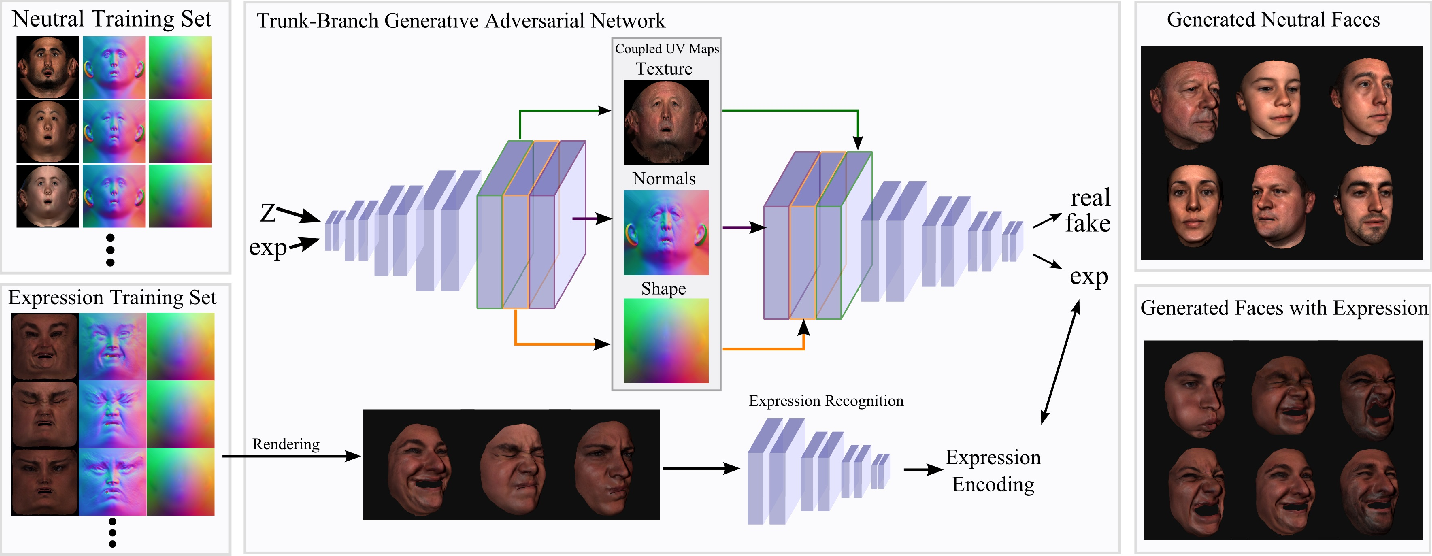 Neutral Training Set
Expression Training Set
Trunk-Branch Generative Adversarial Network
Coupled UV Maps
Texture
Normals
Shape
Z
exp
real
fake
exp
Rendering
Expression Recognition
Expression
Encoding
Generated Neutral Faces
Generated Faces with Expression